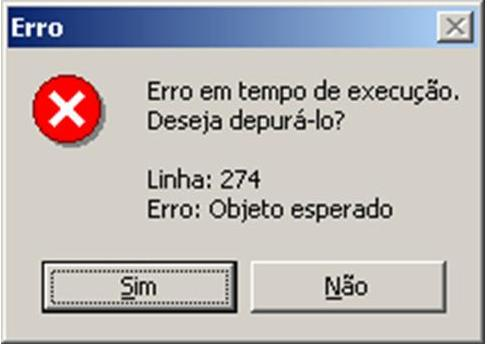 Erro
Erro em tempo de execução.
Deseja depurá-lo?
Linha: 274
Erro: Objeto esperado
Sim
Não